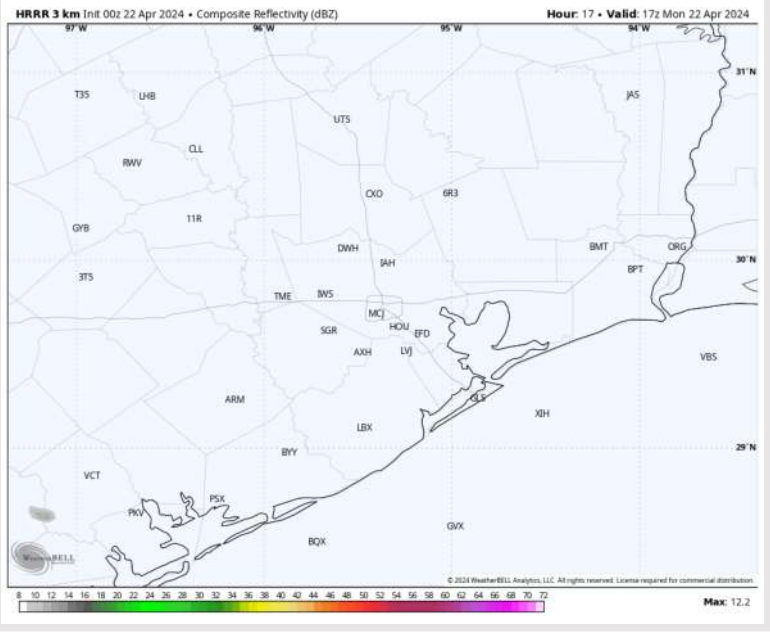 HRRR 3 km Init 00z 22 Apr 2024 • Composite Reflectivity (dBZ) Hour: 17 • Valid: 17z Mon 22 Apr 2024
97°W 96°W 95°W 94°W
31°N
T35 LHB JAS
UTS
CLL
RWV
CXO 6R3
11R
GYB
DWH BMT ORG
IAH 30°N
BPT
3T5
TME IWS
MCJ
SGR HOU EFD
AXH LVJ
VBS
ARM GLS
XIH
LBX
BYY 29°N
VCT
PSX
PKV
GVX
BQX
WeatherBELL
© 2024 WeatherBELL Analytics, LLC. All rights reserved. License required for commercial distribution.
8 10 12 14 16 18 20 22 24 26 28 30 32 34 36 38 40 42 44 46 48 50 52 54 56 58 60 62 64 66 68 70 72 Max: 12.2